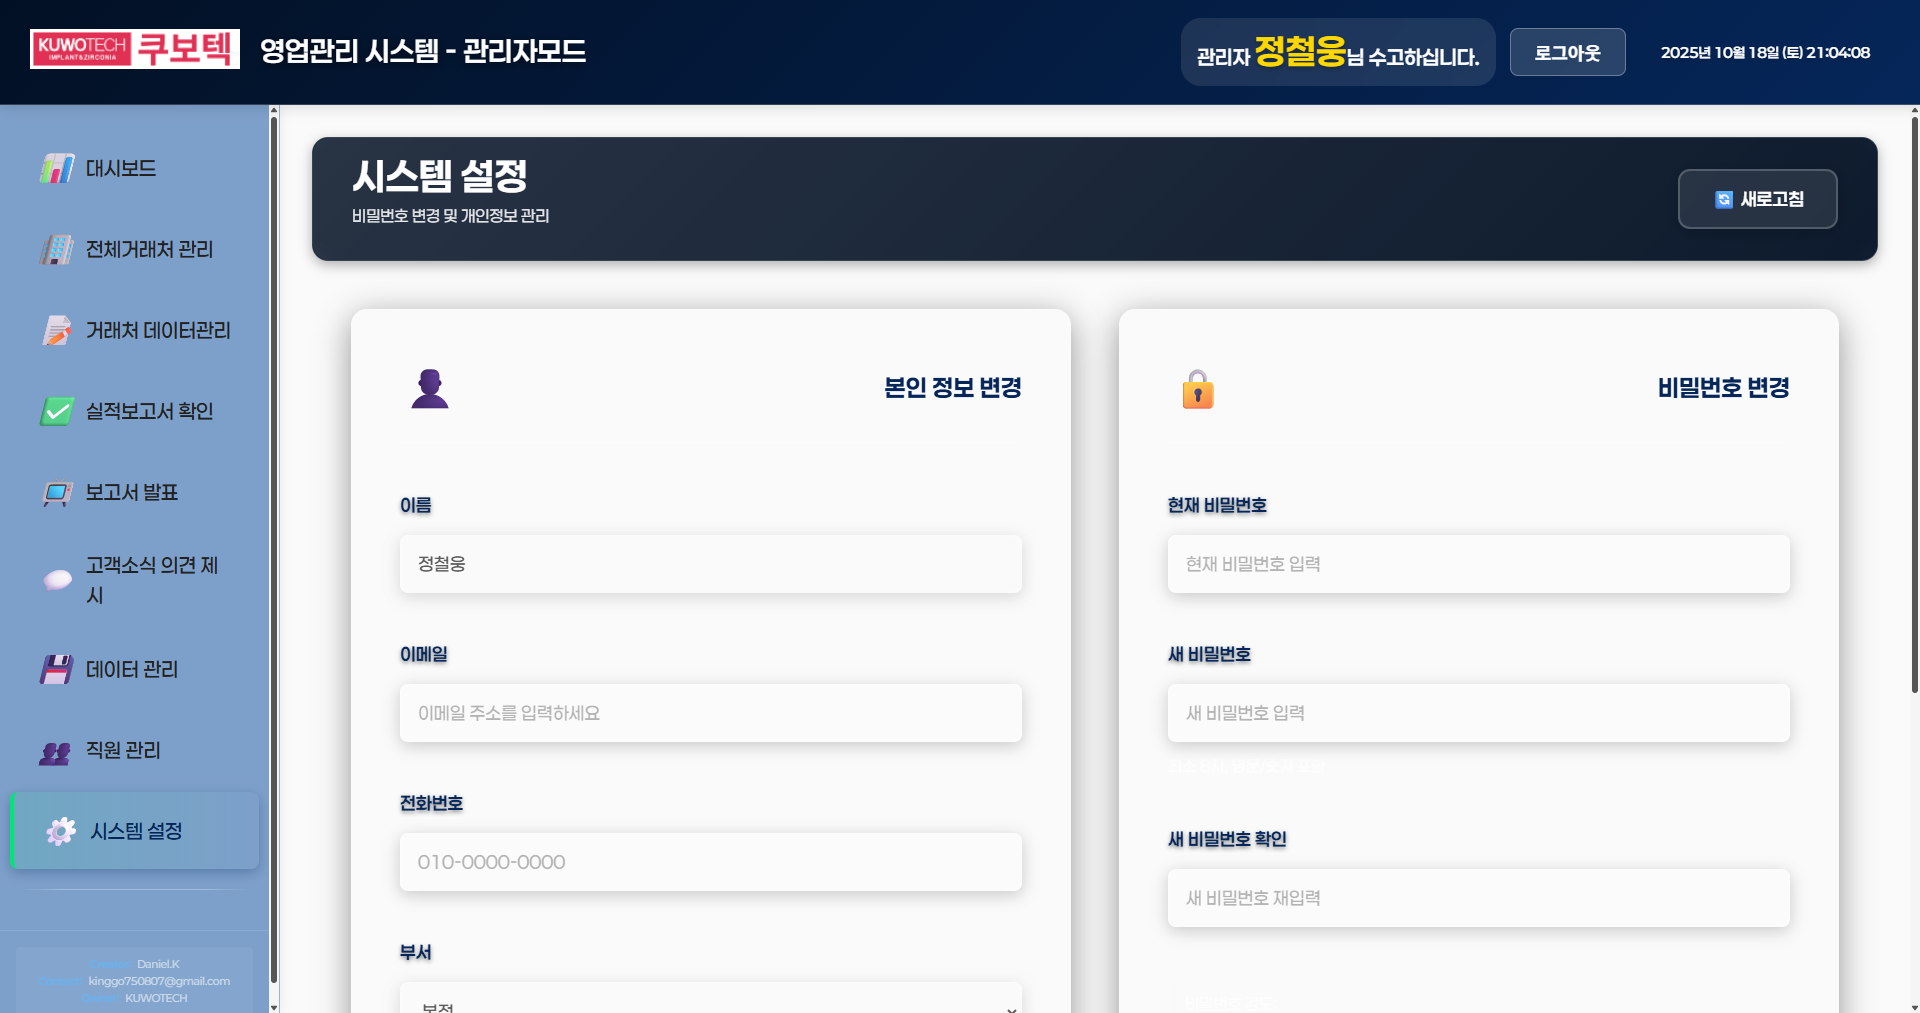 KUWOTECH
IMPLANT&ZIRCONIA
쿠보텍
영업관리 시스템 - 관리자모드
관리자 정철웅님 수고하십니다.
로그아웃
2025년 10월 18일 (토) 21:04:08
대시보드
전체거래처 관리
거래처 데이터관리
실적보고서 확인
보고서 발표
고객소식 의견 제
시
데이터 관리
직원 관리
시스템 설정
Daniel.K
kinggo750807@gmail.com
KUWOTECH
시스템 설정
비밀번호 변경 및 개인정보 관리
새로고침
본인 정보 변경
이름
정철웅
이메일
이메일 주소를 입력하세요
전화번호
010-0000-0000
부서
본점
비밀번호 변경
현재 비밀번호
현재 비밀번호 입력
새 비밀번호
새 비밀번호 입력
새 비밀번호 확인
새 비밀번호 재입력